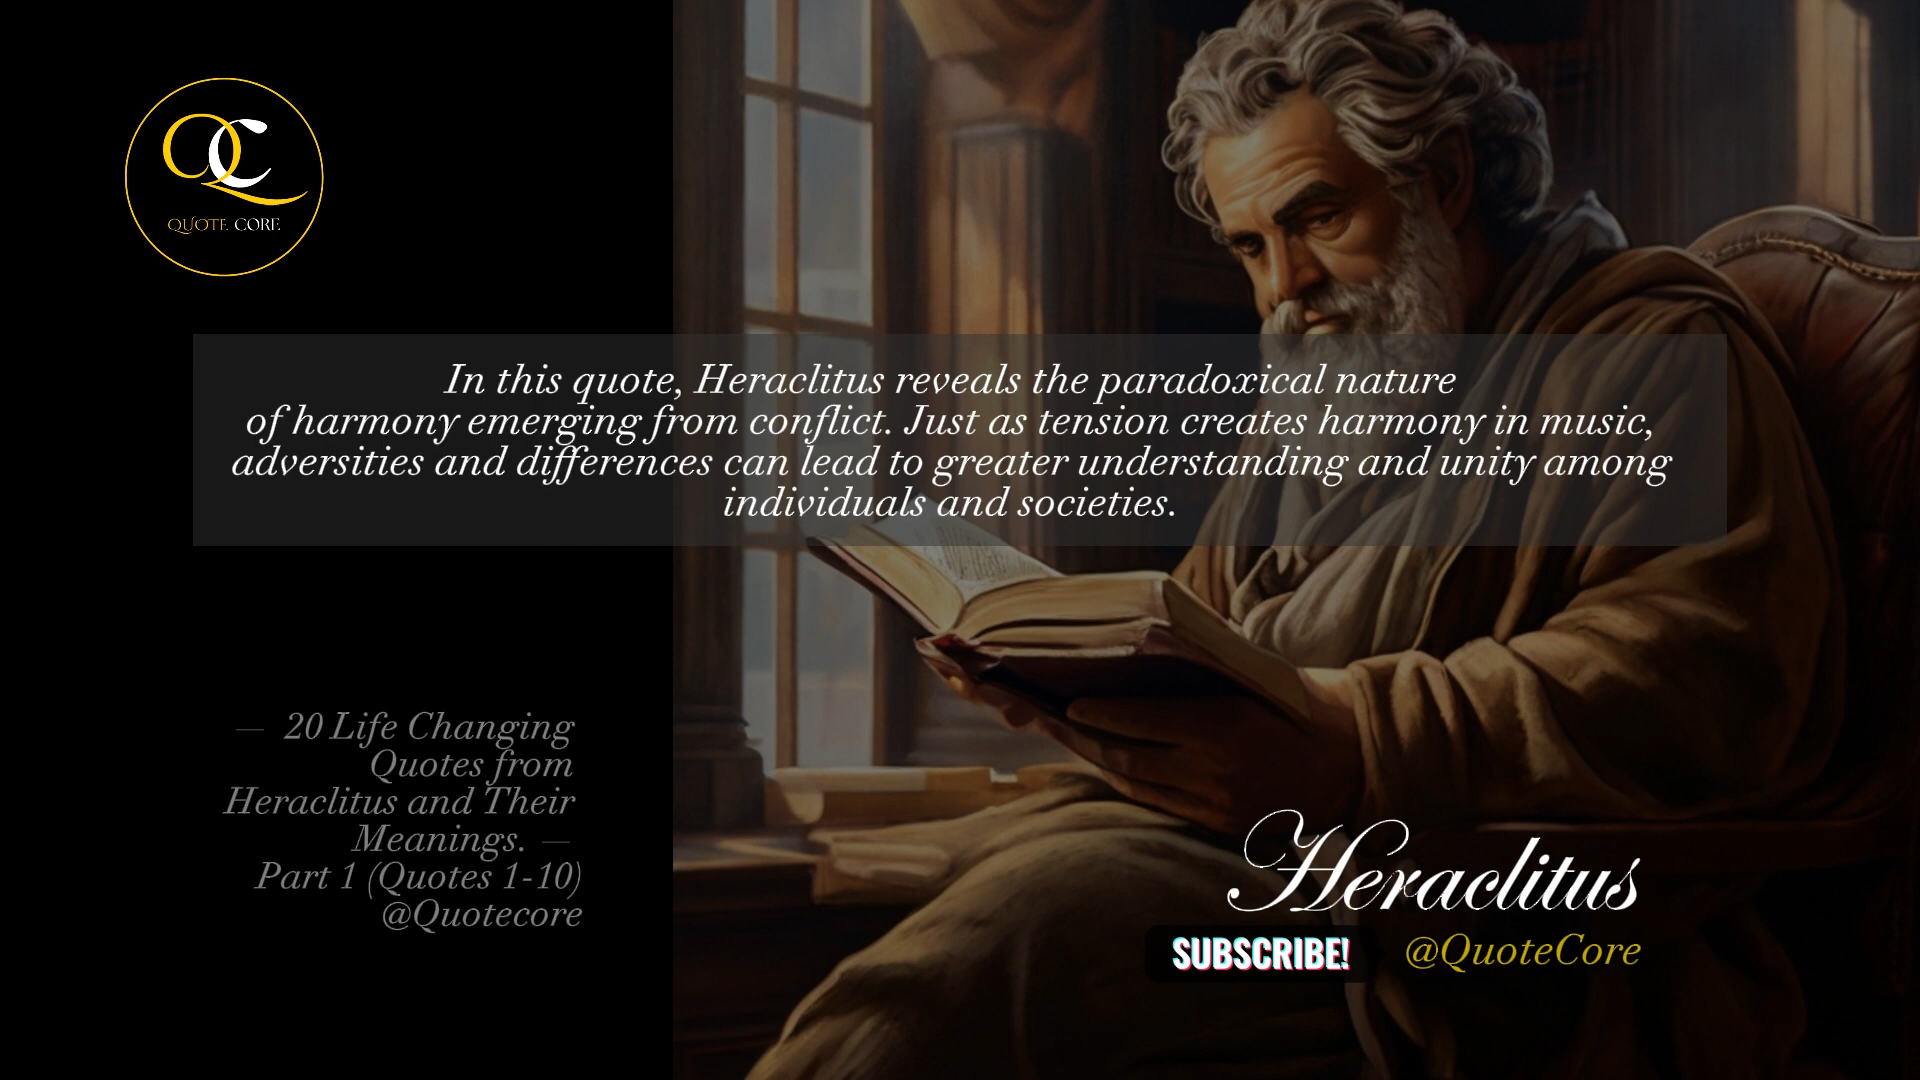 QC
QUOTE CORE
In this quote, Heraclitus reveals the paradoxical nature
of harmony emerging from conflict. Just as tension creates harmony in music,
adversities and differences can lead to greater understanding and unity among
individuals and societies.
— 20 Life Changing
Quotes from
Heraclitus and Their
Meanings. —
Part 1 (Quotes 1-10)
@Quotecore
Heraclitus
SUBSCRIBE! @QuoteCore